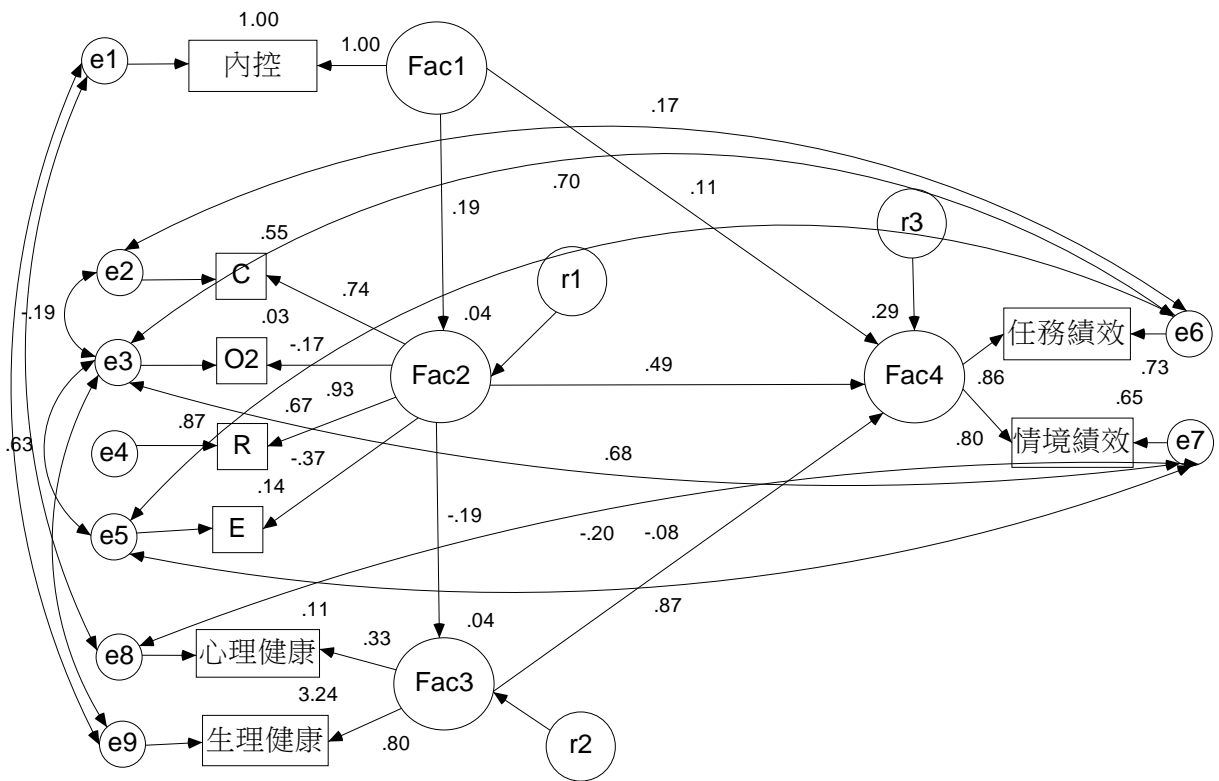 1.00
e1
內控
1.00
Fac1
.17
.70
.11
.19
r3
.55
e2
C
.74
r1
-.19
.03
.04
.29
任務績效
e6
e3
O2
-.17
Fac2
.49
Fac4
.86
.73
.93
.67
.65
.87
.63
e4
R
.80
情境績效
e7
-.37
.68
.14
e5
E
-.19
-.20
-.08
.11
.87
e8
心理健康
.33
.04
Fac3
3.24
e9
生理健康
.80
r2